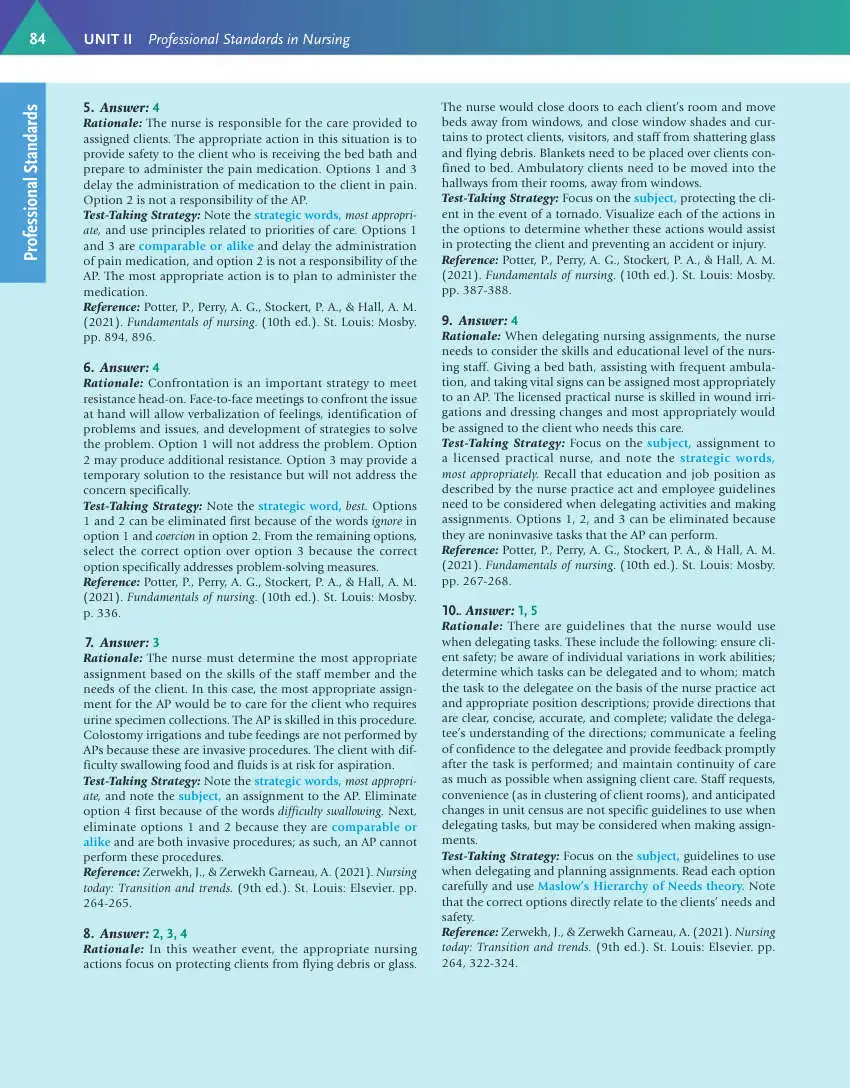 84 UNIT II Professional Standards in Nursing
Professional Standards
5. Answer: 4
Rationale: The nurse is responsible for the care provided to
assigned clients. The appropriate action in this situation is to
provide safety to the client who is receiving the bed bath and
prepare to administer the pain medication. Options 1 and 3
delay the administration of medication to the client in pain.
Option 2 is not a responsibility of the AP.
Test-Taking Strategy: Note the strategic words, most appropri-
ate, and use principles related to priorities of care. Options 1
and 3 are comparable or alike and delay the administration
of pain medication, and option 2 is not a responsibility of the
AP. The most appropriate action is to plan to administer the
medication.
Reference: Potter, P., Perry, A. G., Stockert, P. A., & Hall, A. M.
(2021). Fundamentals of nursing. (10th ed.). St. Louis: Mosby.
pp. 894, 896.
6. Answer: 4
Rationale: Confrontation is an important strategy to meet
resistance head-on. Face-to-face meetings to confront the issue
at hand will allow verbalization of feelings, identification of
problems and issues, and development of strategies to solve
the problem. Option 1 will not address the problem. Option
2 may produce additional resistance. Option 3 may provide a
temporary solution to the resistance but will not address the
concern specifically.
Test-Taking Strategy: Note the strategic word, best. Options
1 and 2 can be eliminated first because of the words ignore in
option 1 and coercion in option 2. From the remaining options,
select the correct option over option 3 because the correct
option specifically addresses problem-solving measures.
Reference: Potter, P., Perry, A. G., Stockert, P. A., & Hall, A. M.
(2021). Fundamentals of nursing. (10th ed.). St. Louis: Mosby.
p. 336.
7. Answer: 3
Rationale: The nurse must determine the most appropriate
assignment based on the skills of the staff member and the
needs of the client. In this case, the most appropriate assign-
ment for the AP would be to care for the client who requires
urine specimen collections. The AP is skilled in this procedure.
Colostomy irrigations and tube feedings are not performed by
APs because these are invasive procedures. The client with dif-
ficulty swallowing food and fluids is at risk for aspiration.
Test-Taking Strategy: Note the strategic words, most appropri-
ate, and note the subject, an assignment to the AP. Eliminate
option 4 first because of the words difficulty swallowing. Next,
eliminate options 1 and 2 because they are comparable or
alike and are both invasive procedures; as such, an AP cannot
perform these procedures.
Reference: Zerwekh, J., & Zerwekh Garneau, A. (2021). Nursing
today: Transition and trends. (9th ed.). St. Louis: Elsevier. pp.
264-265.
8. Answer: 2, 3, 4
Rationale: In this weather event, the appropriate nursing
actions focus on protecting clients from flying debris or glass.
The nurse would close doors to each client's room and move
beds away from windows, and close window shades and cur-
tains to protect clients, visitors, and staff from shattering glass
and flying debris. Blankets need to be placed over clients con-
fined to bed. Ambulatory clients need to be moved into the
hallways from their rooms, away from windows.
Test-Taking Strategy: Focus on the subject, protecting the cli-
ent in the event of a tornado. Visualize each of the actions in
the options to determine whether these actions would assist
in protecting the client and preventing an accident or injury.
Reference: Potter, P., Perry, A. G., Stockert, P. A., & Hall, A. M.
(2021). Fundamentals of nursing. (10th ed.). St. Louis: Mosby.
pp. 387-388.
9. Answer: 4
Rationale: When delegating nursing assignments, the nurse
needs to consider the skills and educational level of the nurs-
ing staff. Giving a bed bath, assisting with frequent ambula-
tion, and taking vital signs can be assigned most appropriately
to an AP. The licensed practical nurse is skilled in wound irri-
gations and dressing changes and most appropriately would
be assigned to the client who needs this care.
Test-Taking Strategy: Focus on the subject, assignment to
a licensed practical nurse, and note the strategic words,
most appropriately. Recall that education and job position as
described by the nurse practice act and employee guidelines
need to be considered when delegating activities and making
assignments. Options 1, 2, and 3 can be eliminated because
they are noninvasive tasks that the AP can perform.
Reference: Potter, P., Perry, A. G., Stockert, P. A., & Hall, A. M.
(2021). Fundamentals of nursing. (10th ed.). St. Louis: Mosby.
pp. 267-268.
10.. Answer: 1, 5
Rationale: There are guidelines that the nurse would use
when delegating tasks. These include the following: ensure cli-
ent safety; be aware of individual variations in work abilities;
determine which tasks can be delegated and to whom; match
the task to the delegatee on the basis of the nurse practice act
and appropriate position descriptions; provide directions that
are clear, concise, accurate, and complete; validate the delega-
tee's understanding of the directions; communicate a feeling
of confidence to the delegatee and provide feedback promptly
after the task is performed; and maintain continuity of care
as much as possible when assigning client care. Staff requests,
convenience (as in clustering of client rooms), and anticipated
changes in unit census are not specific guidelines to use when
delegating tasks, but may be considered when making assign-
ments.
Test-Taking Strategy: Focus on the subject, guidelines to use
when delegating and planning assignments. Read each option
carefully and use Maslow's Hierarchy of Needs theory. Note
that the correct options directly relate to the clients' needs and
safety.
Reference: Zerwekh, J., & Zerwekh Garneau, A. (2021). Nursing
today: Transition and trends. (9th ed.). St. Louis: Elsevier. pp.
264, 322-324.